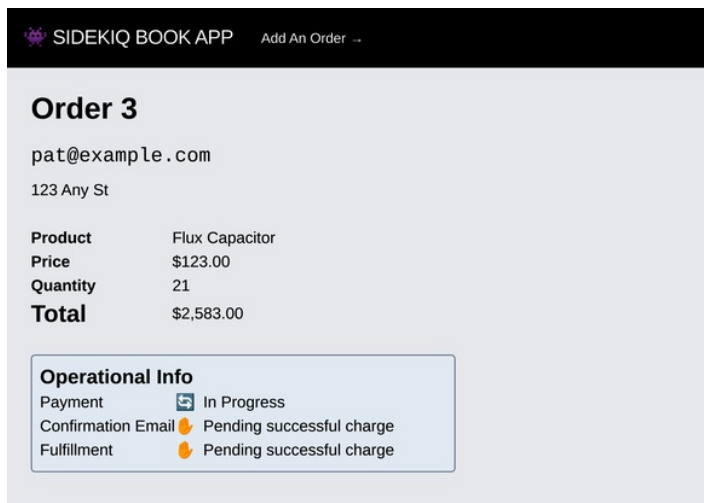 SIDEKIQ BOOK APP Add An Order →
Order 3
pat@example.com
123 Any St
Product Flux Capacitor
Price $123.00
Quantity 21
Total $2,583.00
Operational Info
Payment In Progress
Confirmation Email Pending successful charge
Fulfillment Pending successful charge